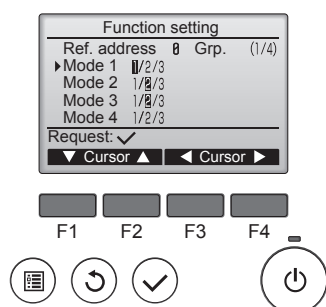 Function setting
Ref. address 0 Grp. (1/4)
Mode 1 1/2/3
Mode 2 1/2/3
Mode 3 1/2/3
Mode 4 1/2/3
Request: ✓
▼ Cursor ▲ ◀ Cursor ▶
F1 F2 F3 F4